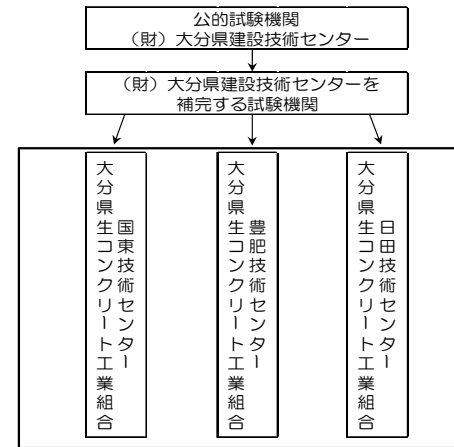 公的試験機関
（財）大分県建設技術センター
（財）大分県建設技術センターを
補完する試験機関
大分県生コンクリート工業組合
国東技術センター
大分県生コンクリート工業組合
豊肥技術センター
大分県生コンクリート工業組合
日田技術センター